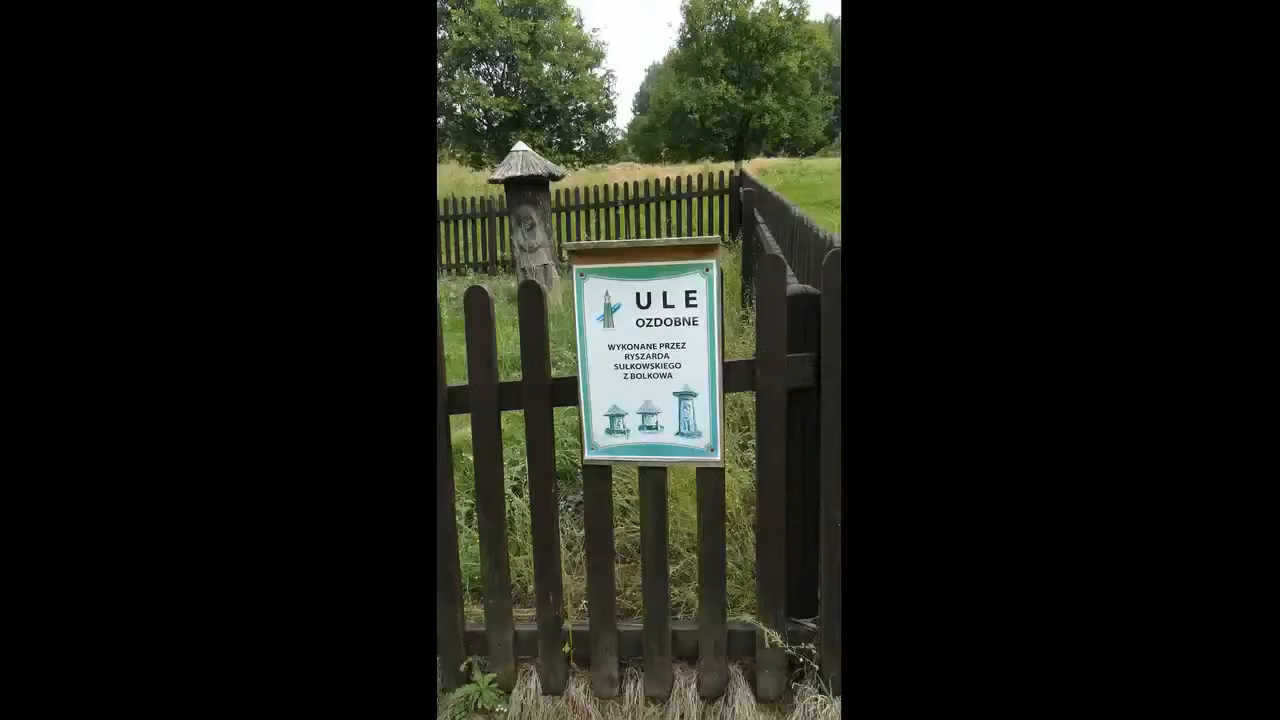 ULE
OZDOBNE
WYKONANE PRZEZ
RYSZARDA
SUŁKOWSKIEGO
Z BOLKOWA